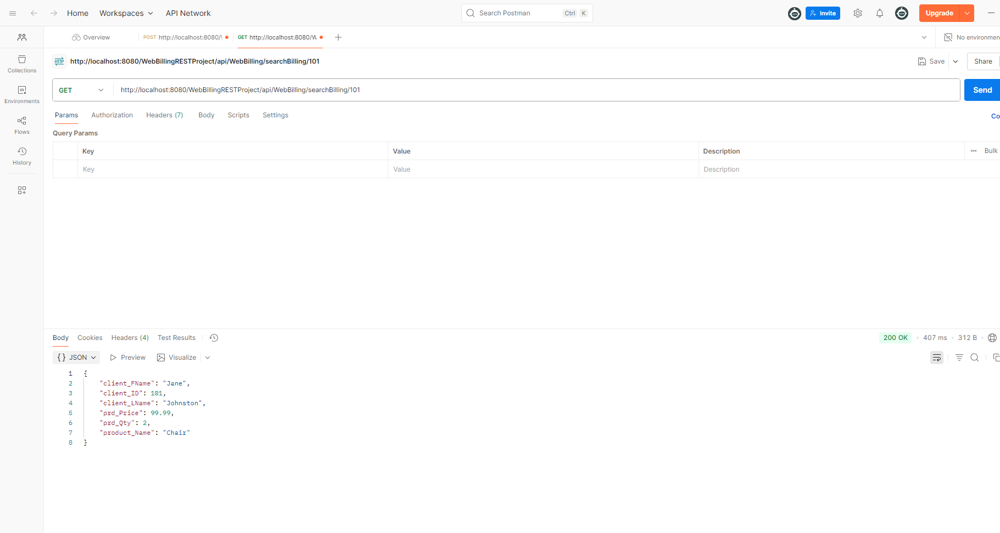 Home Workspaces API Network Search Postman Ctrl K Invite Upgrade
Overview POST http://localhost:8080/\ GET http://localhost:8080/W No environmen
HTTP http://localhost:8080/WebBillingRESTProject/api/WebBilling/searchBilling/101 Save Share
GET http://localhost:8080/WebBillingRESTProject/api/WebBilling/searchBilling/101 Send
Collections
Environments
Flows
History
Params Authorization Headers (7) Body Scripts Settings Co
Query Params
Key Value Description Bulk
Key Value Description
Body Cookies Headers (4) Test Results 200 OK 407 ms 312 B
{} JSON Preview Visualize
1 {
2 "client_FName": "Jane",
3 "client_ID": 101,
4 "client_LName": "Johnston",
5 "prd_Price": 99.99,
6 "prd_Qty": 2,
7 "product_Name": "Chair"
8 }